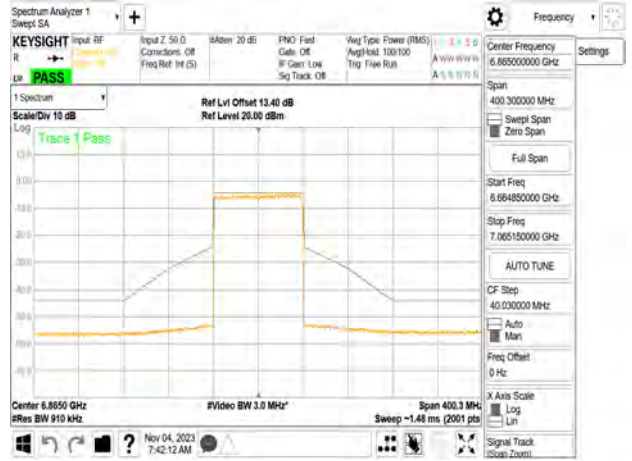 Spectrum Analyzer 1
Swept SA
Frequency
KEYSIGHT
Input: RF
Input Z: 50 Ω
#Atten: 20 dB
PNO: Fast
Avg Type: Power (RMS)
Corrections: Off
Gate: Off
Avg|Hold: 100/100
Freq Ref: Int (S)
IF Gain: Low
Trig: Free Run
Sig Track: Off
PASS
Center Frequency
6.865000000 GHz
Settings
Span
400.300000 MHz
Swept Span
Zero Span
Full Span
Start Freq
6.664850000 GHz
Stop Freq
7.065150000 GHz
AUTO TUNE
CF Step
40.030000 MHz
Auto
Man
Freq Offset
0 Hz
X Axis Scale
Log
Lin
Signal Track
(Span Zoom)
1 Spectrum
Scale/Div 10 dB
Ref Lvl Offset 13.40 dB
Ref Level 20.00 dBm
Log
Trace 1 Pass
Center 6.8650 GHz
#Video BW 3.0 MHz*
Span 400.3 MHz
#Res BW 910 kHz
Sweep ~1.48 ms (2001 pts
?
Nov 04, 2023
7:42:12 AM